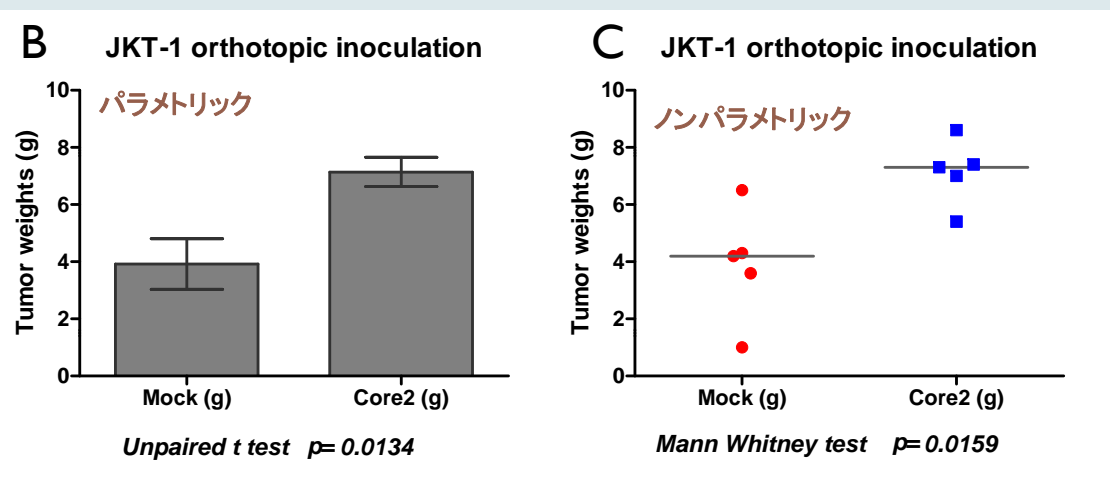 B JKT-1 orthotopic inoculation
パラメトリック
Tumor weights (g)
10
8
6
4
2
0
Mock (g) Core2 (g)
Unpaired t test p= 0.0134
C JKT-1 orthotopic inoculation
ノンパラメトリック
Tumor weights (g)
10
8
6
4
2
0
Mock (g) Core2 (g)
Mann Whitney test p= 0.0159